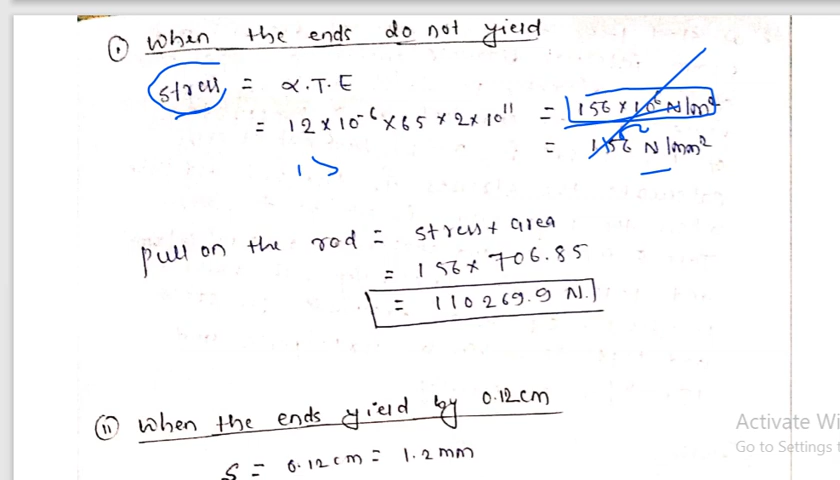 ① When the ends do not yield
stress = α.T.E
= 12×10⁻⁶×65×2×10¹¹ = 156×10⁶ N/m²
= 156 N/mm²
Pull on the rod = stress × area
= 156×706.85
= 110269.9 N.
② When the ends yield by 0.12cm
δ = 0.12cm = 1.2mm
Activate Wi
Go to Settings t